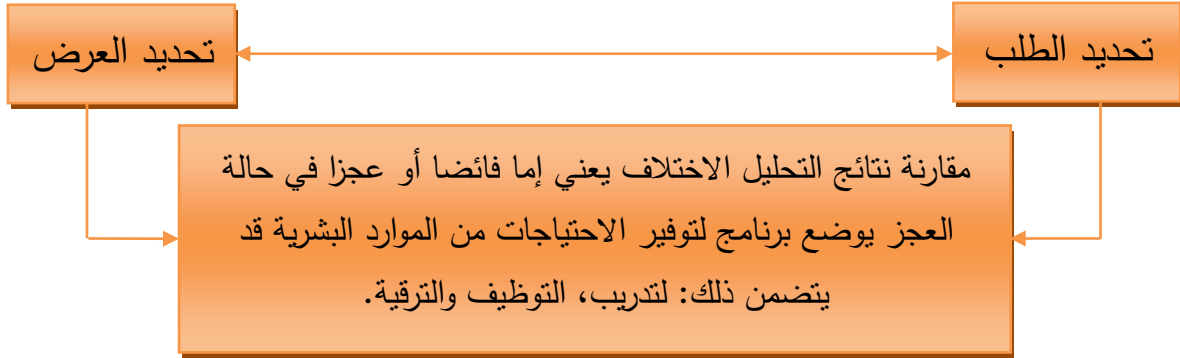 تحديد الطلب
تحديد العرض
مقارنة نتائج التحليل الاختلاف يعني إما فائضا أو عجزا في حالة
العجز يوضع برنامج لتوفير الاحتياجات من الموارد البشرية قد
يتضمن ذلك: لتدريب، التوظيف والترقية.